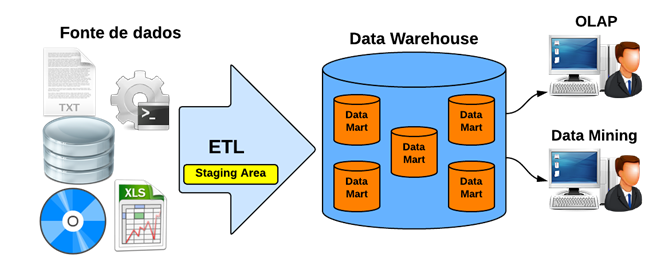 Fonte de dados
TXT
>_
XLS
ETL
Staging Area
Data Warehouse
Data
Mart
Data
Mart
Data
Mart
Data
Mart
Data
Mart
OLAP
Data Mining